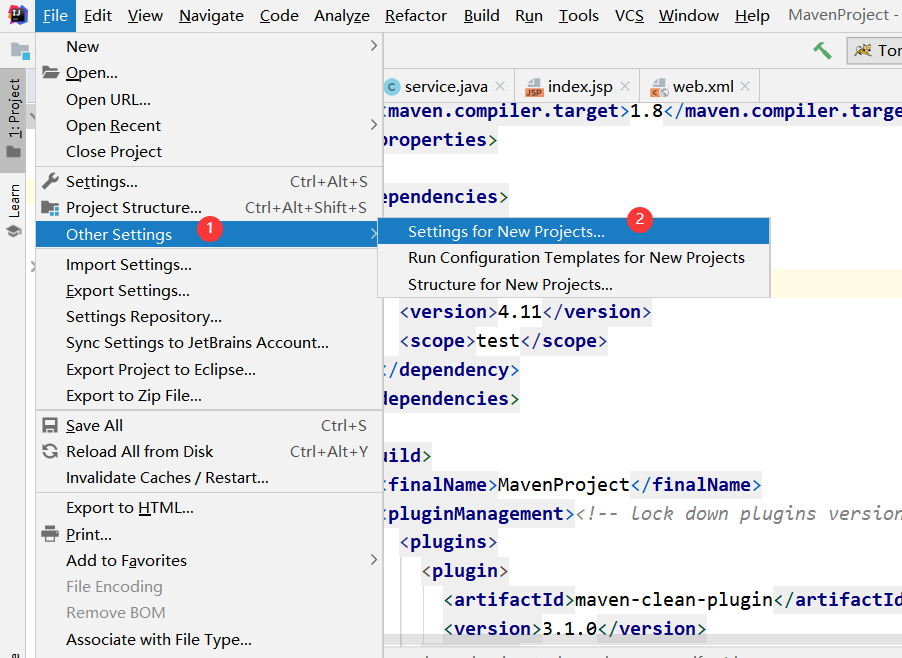 File Edit View Navigate Code Analyze Refactor Build Run Tools VCS Window Help MavenProject -
New
Open...
Open URL...
Open Recent
Close Project
Settings... Ctrl+Alt+S
Project Structure... Ctrl+Alt+Shift+S
Other Settings 1
Import Settings...
Export Settings...
Settings Repository...
Sync Settings to JetBrains Account...
Export Project to Eclipse...
Export to Zip File...
Save All Ctrl+S
Reload All from Disk Ctrl+Alt+Y
Invalidate Caches / Restart...
Export to HTML...
Print...
Add to Favorites
File Encoding
Remove BOM
Associate with File Type...
Settings for New Projects... 2
Run Configuration Templates for New Projects
Structure for New Projects...
1: Project
Learn
Tor
service.java index.jsp web.xml
<maven.compiler.target>1.8</maven.compiler.targe
properties>
ependencies>
<version>4.11</version>
<scope>test</scope>
/dependency>
dependencies>
uild>
<finalName>MavenProject</finalName>
<pluginManagement><!-- lock down plugins version
<plugins>
<plugin>
<artifactId>maven-clean-plugin</artifactId
<version>3.1.0</version>